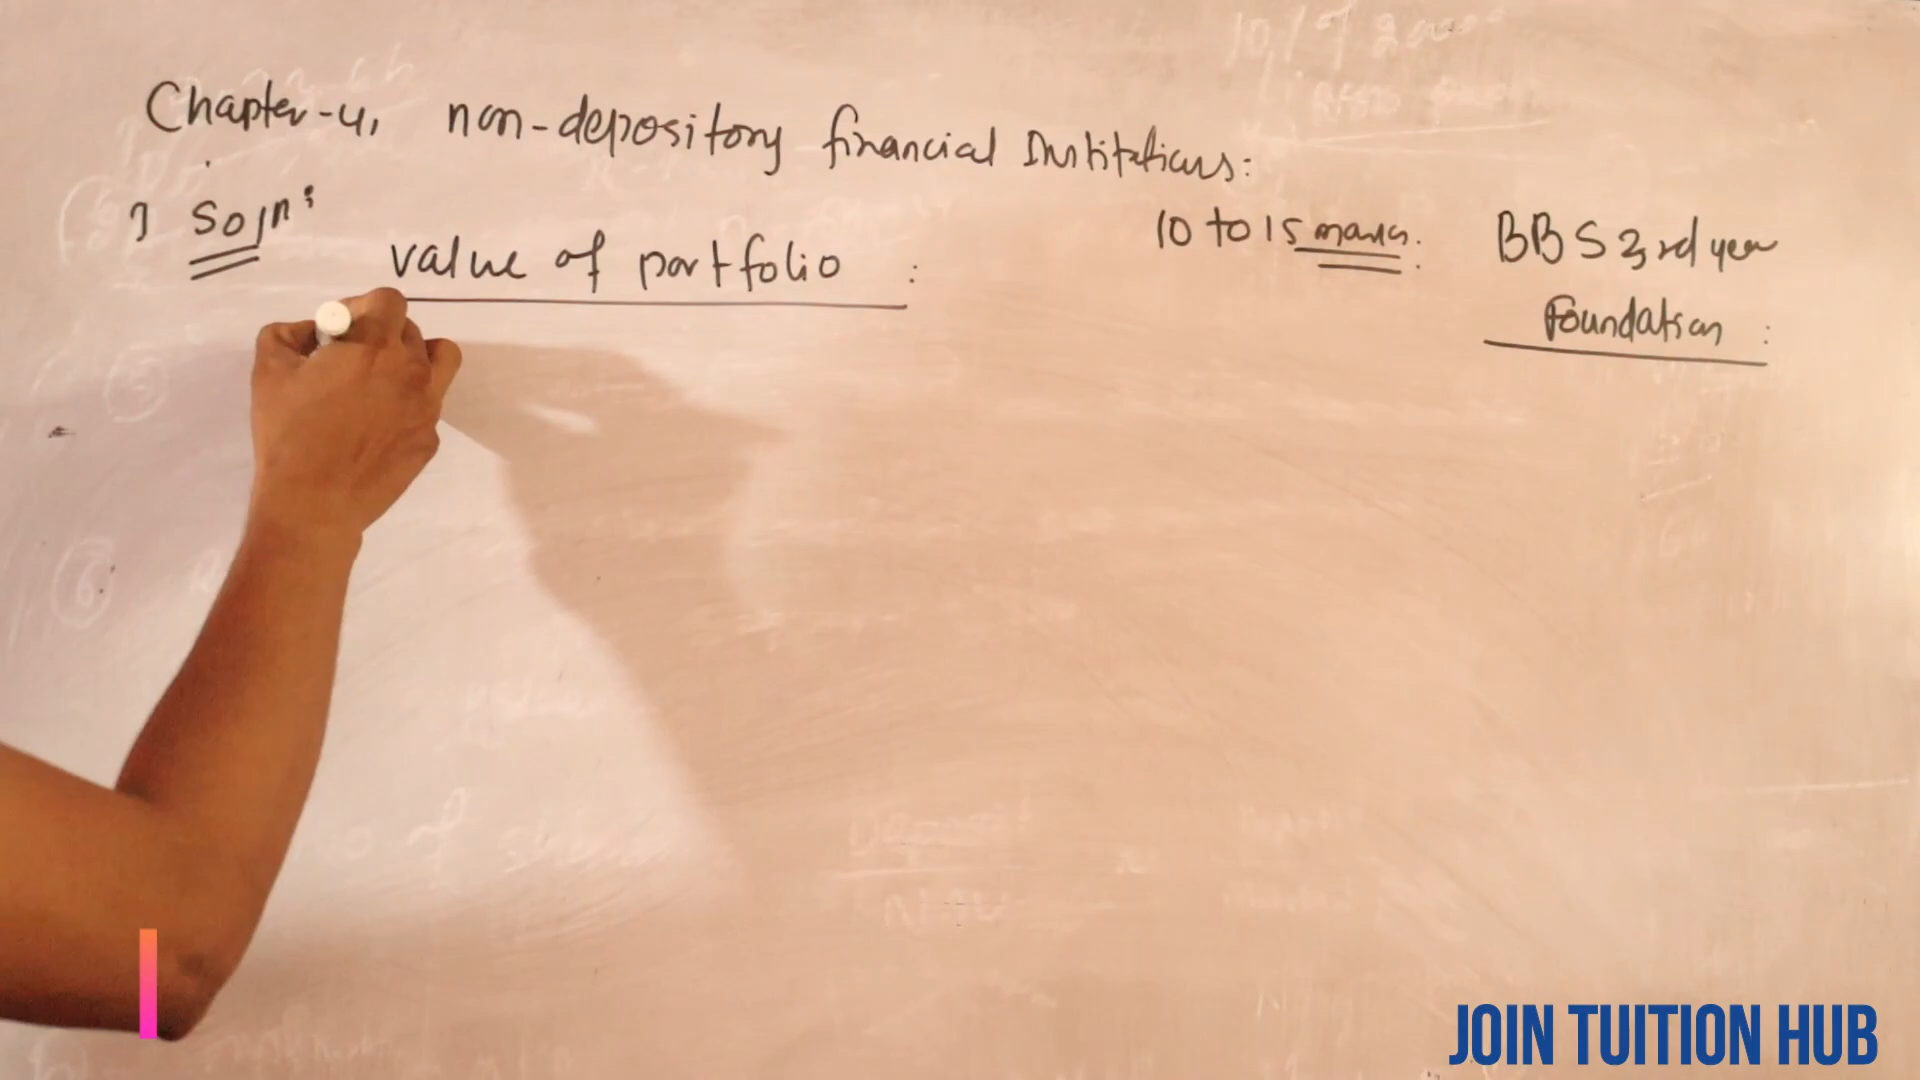 Chapter-4, non-depository financial Institutions:
1 Soln:
value of portfolio :
10 to 15 marks.
BBS 3rd year
Foundation :
JOIN TUITION HUB